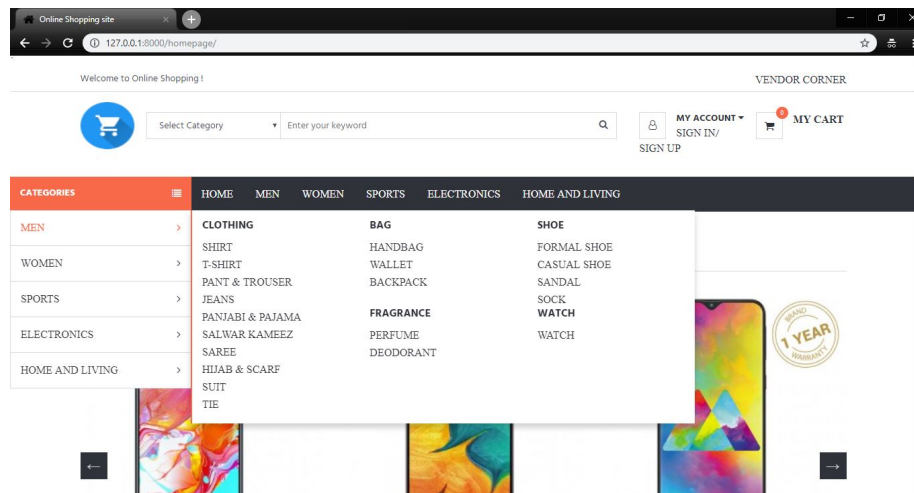 Online Shopping site
127.0.0.1:8000/homepage/
Welcome to Online Shopping !
VENDOR CORNER
Select Category
Enter your keyword
MY ACCOUNT
SIGN IN/
SIGN UP
0
MY CART
CATEGORIES
HOME MEN WOMEN SPORTS ELECTRONICS HOME AND LIVING
MEN
WOMEN
SPORTS
ELECTRONICS
HOME AND LIVING
CLOTHING
SHIRT
T-SHIRT
PANT & TROUSER
JEANS
PANJABI & PAJAMA
SALWAR KAMEEZ
SAREE
HIJAB & SCARF
SUIT
TIE
BAG
HANDBAG
WALLET
BACKPACK
FRAGRANCE
PERFUME
DEODORANT
SHOE
FORMAL SHOE
CASUAL SHOE
SANDAL
SOCK
WATCH
WATCH
BRAND
1 YEAR
WARRANTY